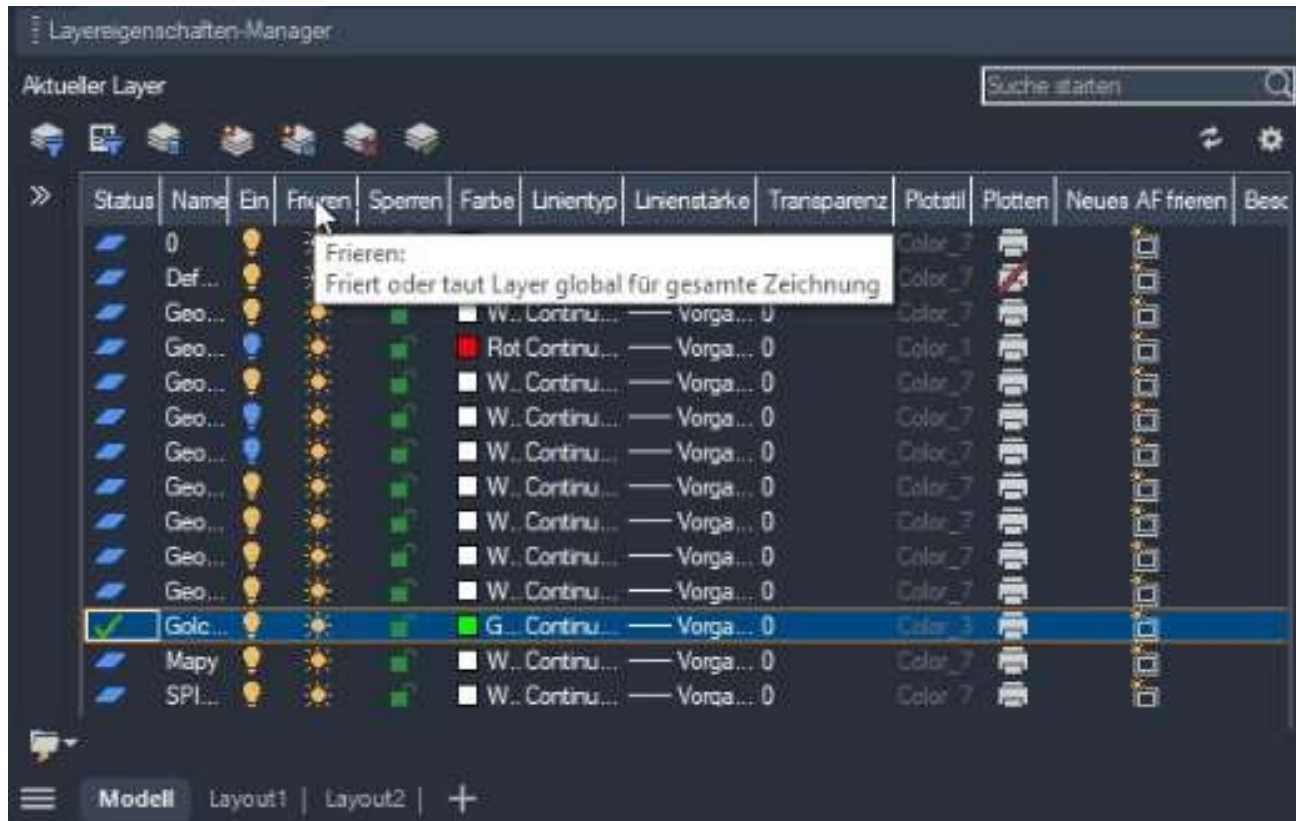 Layereigenschaften-Manager
Aktueller Layer
Suche starten
Status Name Ein Frieren Sperren Farbe Linientyp Linienstärke Transparenz Plotstil Plotten Neues AF frieren Besc
0 Color_7
Frieren:
Def... Color_7
Friert oder taut Layer global für gesamte Zeichnung
Geo... W... Continu... Vorga... 0 Color_7
Geo... Rot Continu... Vorga... 0 Color_1
Geo... W... Continu... Vorga... 0 Color_7
Geo... W... Continu... Vorga... 0 Color_7
Geo... W... Continu... Vorga... 0 Color_7
Geo... W... Continu... Vorga... 0 Color_7
Geo... W... Continu... Vorga... 0 Color_7
Geo... W... Continu... Vorga... 0 Color_7
Geo... W... Continu... Vorga... 0 Color_7
Golc... G... Continu... Vorga... 0 Color_3
Mapy W... Continu... Vorga... 0 Color_7
SPI... W... Continu... Vorga... 0 Color_7
Modell Layout1 | Layout2 |